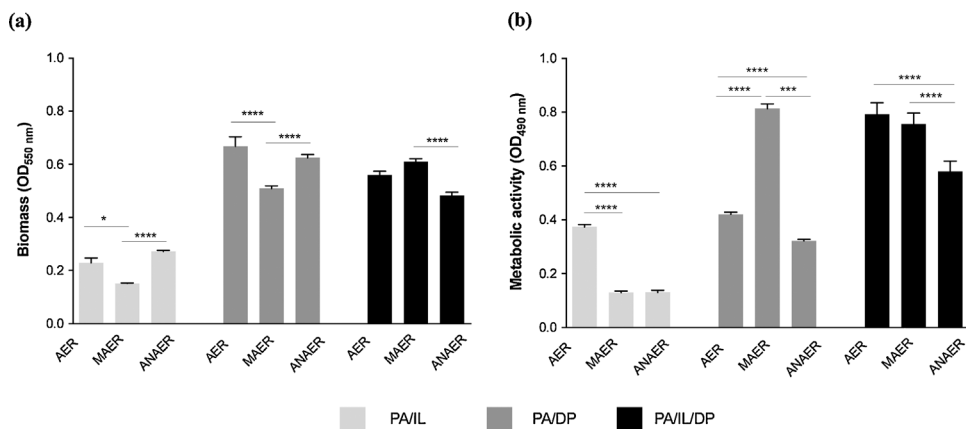 (a)
(b)
1.0
0.8
0.6
0.4
0.2
0.0
Biomass (OD550 nm)
*
****
****
****
****
AER
MAER
ANAER
AER
MAER
ANAER
AER
MAER
ANAER
1.0
0.8
0.6
0.4
0.2
0.0
Metabolic activity (OD490 nm)
****
****
****
****
***
****
****
AER
MAER
ANAER
AER
MAER
ANAER
AER
MAER
ANAER
PA/IL
PA/DP
PA/IL/DP